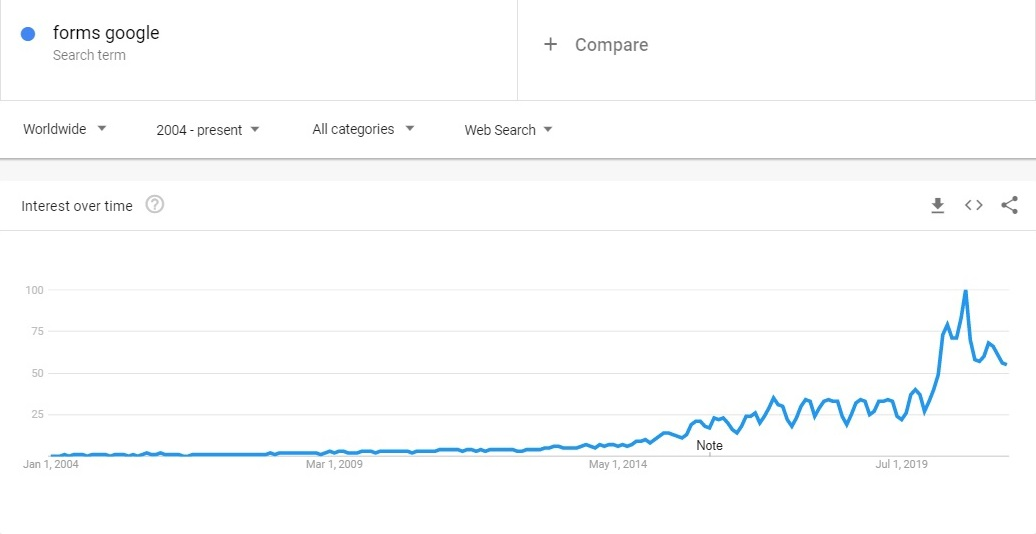 forms google
Search term
+ Compare
Worldwide
2004 - present
All categories
Web Search
Interest over time
?
<>
100
75
50
25
Note
Jan 1, 2004
Mar 1, 2009
May 1, 2014
Jul 1, 2019